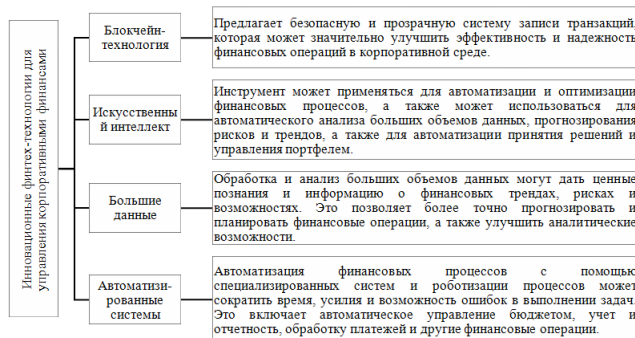 Инновационные финтех-технологии для
управления корпоративными финансами
Блокчейн-
технология
Предлагает безопасную и прозрачную систему записи транзакций,
которая может значительно улучшить эффективность и надежность
финансовых операций в корпоративной среде.
Искусственны
й интеллект
Инструмент может применяться для автоматизации и оптимизации
финансовых процессов, а также может использоваться для
автоматического анализа больших объемов данных, прогнозирования
рисков и трендов, а также для автоматизации принятия решений и
управления портфелем.
Большие
данные
Обработка и анализ больших объемов данных могут дать ценные
познания и информацию о финансовых трендах, рисках и
возможностях. Это позволяет более точно прогнозировать и
планировать финансовые операции, а также улучшить аналитические
возможности.
Автоматизи-
рованные
системы
Автоматизация финансовых процессов с помощью
специализированных систем и роботизации процессов может
сократить время, усилия и возможность ошибок в выполнении задач.
Это включает автоматическое управление бюджетом, учет и
отчетность, обработку платежей и другие финансовые операции.